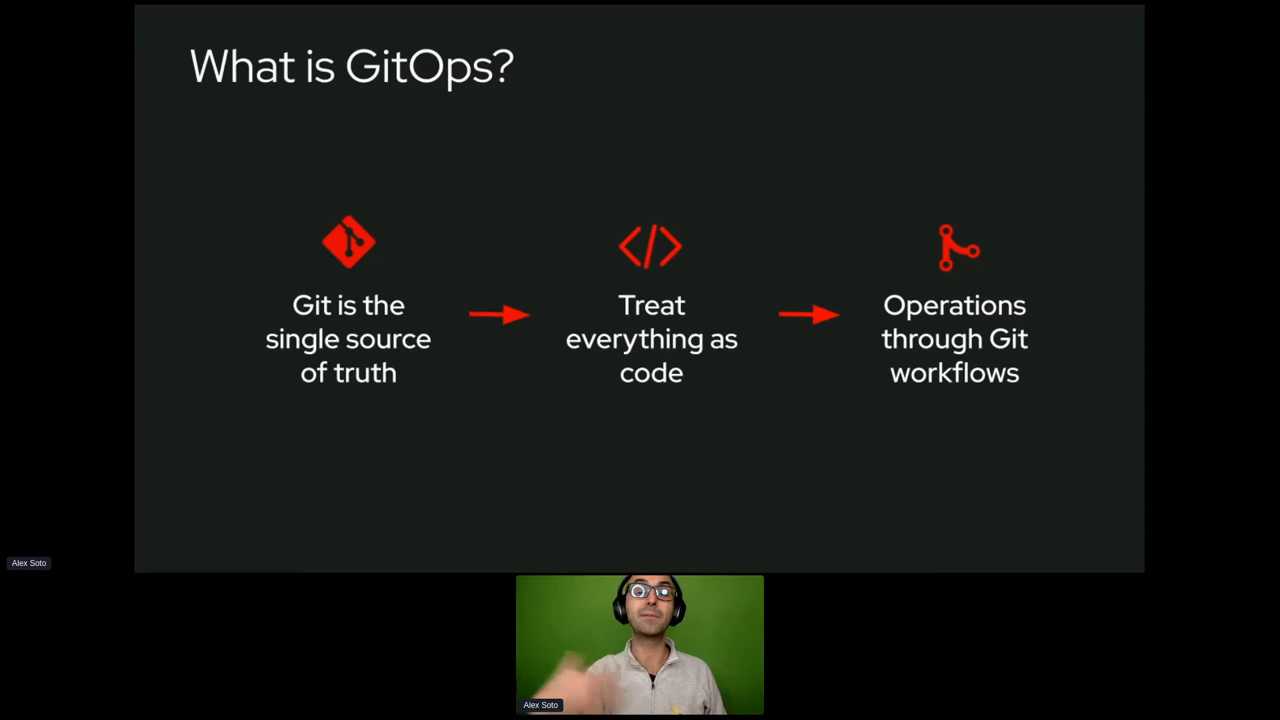 What is GitOps?
Git is the
single source
of truth
Treat
everything as
code
Operations
through Git
workflows
Alex Soto
Alex Soto